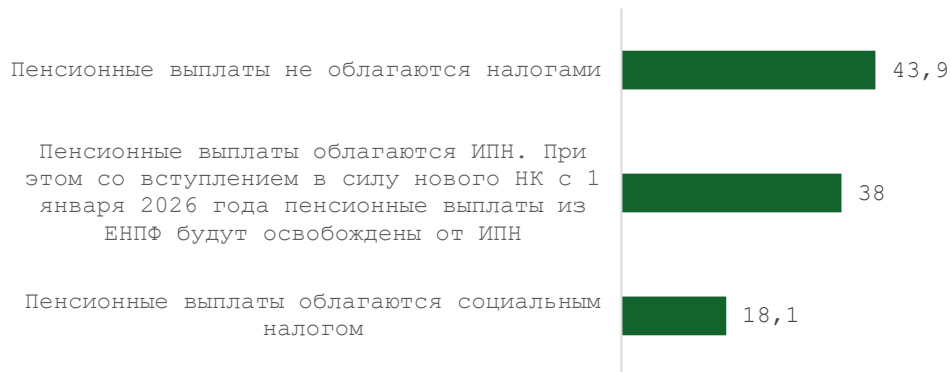 Пенсионные выплаты не облагаются налогами
43,9
Пенсионные выплаты облагаются ИПН. При
этом со вступлением в силу нового НК с 1
января 2026 года пенсионные выплаты из
ЕНПФ будут освобождены от ИПН
38
Пенсионные выплаты облагаются социальным
налогом
18,1